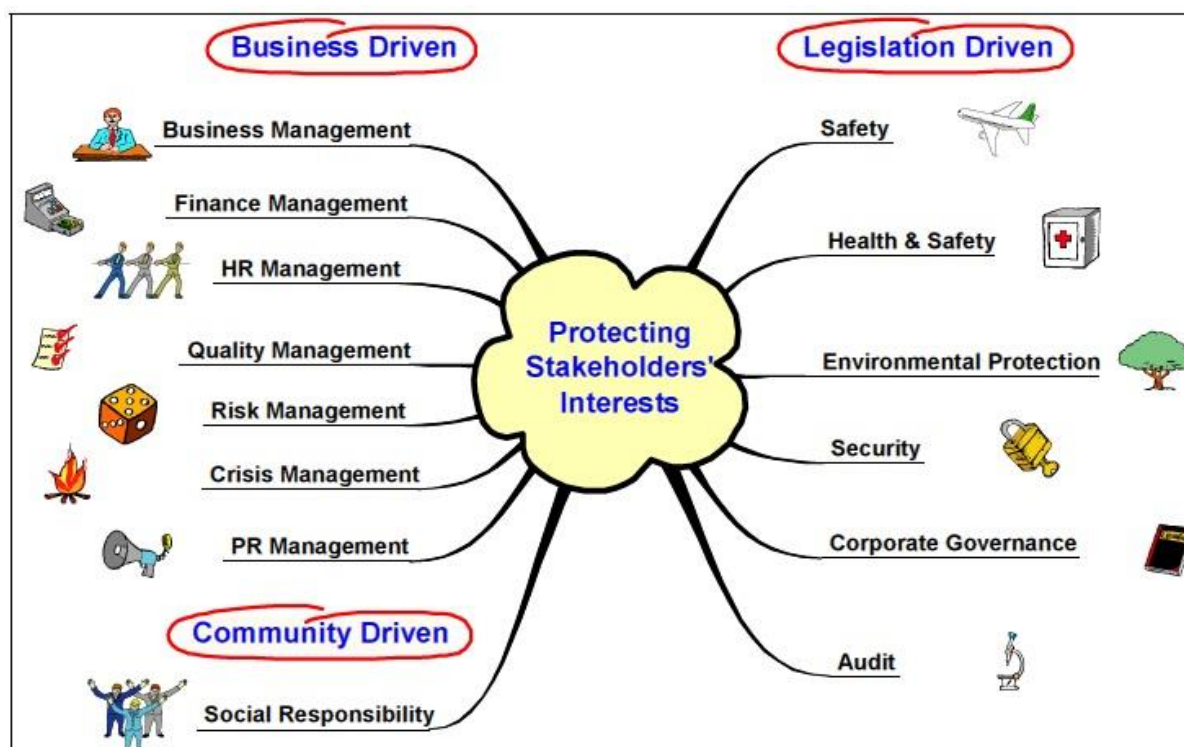 Business Driven
Business Management
Finance Management
HR Management
Quality Management
Risk Management
Crisis Management
PR Management
Community Driven
Social Responsibility
Protecting
Stakeholders'
Interests
Legislation Driven
Safety
Health & Safety
Environmental Protection
Security
Corporate Governance
Audit